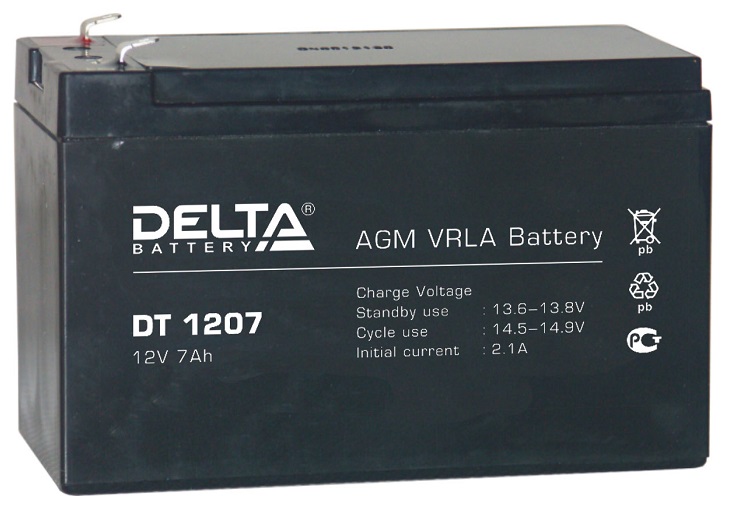 DELTA®
BATTERY
DT 1207
12V 7Ah
AGM VRLA Battery
Charge Voltage
Standby use : 13.6–13.8V
Cycle use : 14.5–14.9V
Initial current : 2.1A
pb
pb